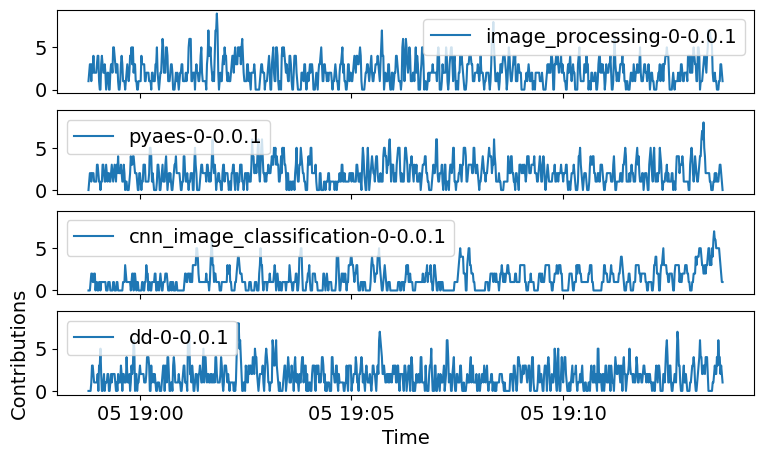 5
0
image_processing-0-0.0.1
5
0
pyaes-0-0.0.1
5
0
cnn_image_classification-0-0.0.1
5
0
dd-0-0.0.1
Contributions
05 19:00 05 19:05 05 19:10
Time